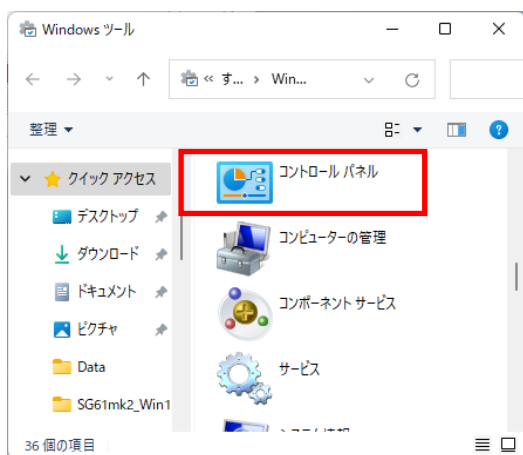 Windows ツール
« す... › Win...
整理
クイック アクセス
デスクトップ
ダウンロード
ドキュメント
ピクチャ
Data
SG61mk2_Win1
コントロール パネル
コンピューターの管理
コンポーネント サービス
サービス
36 個の項目